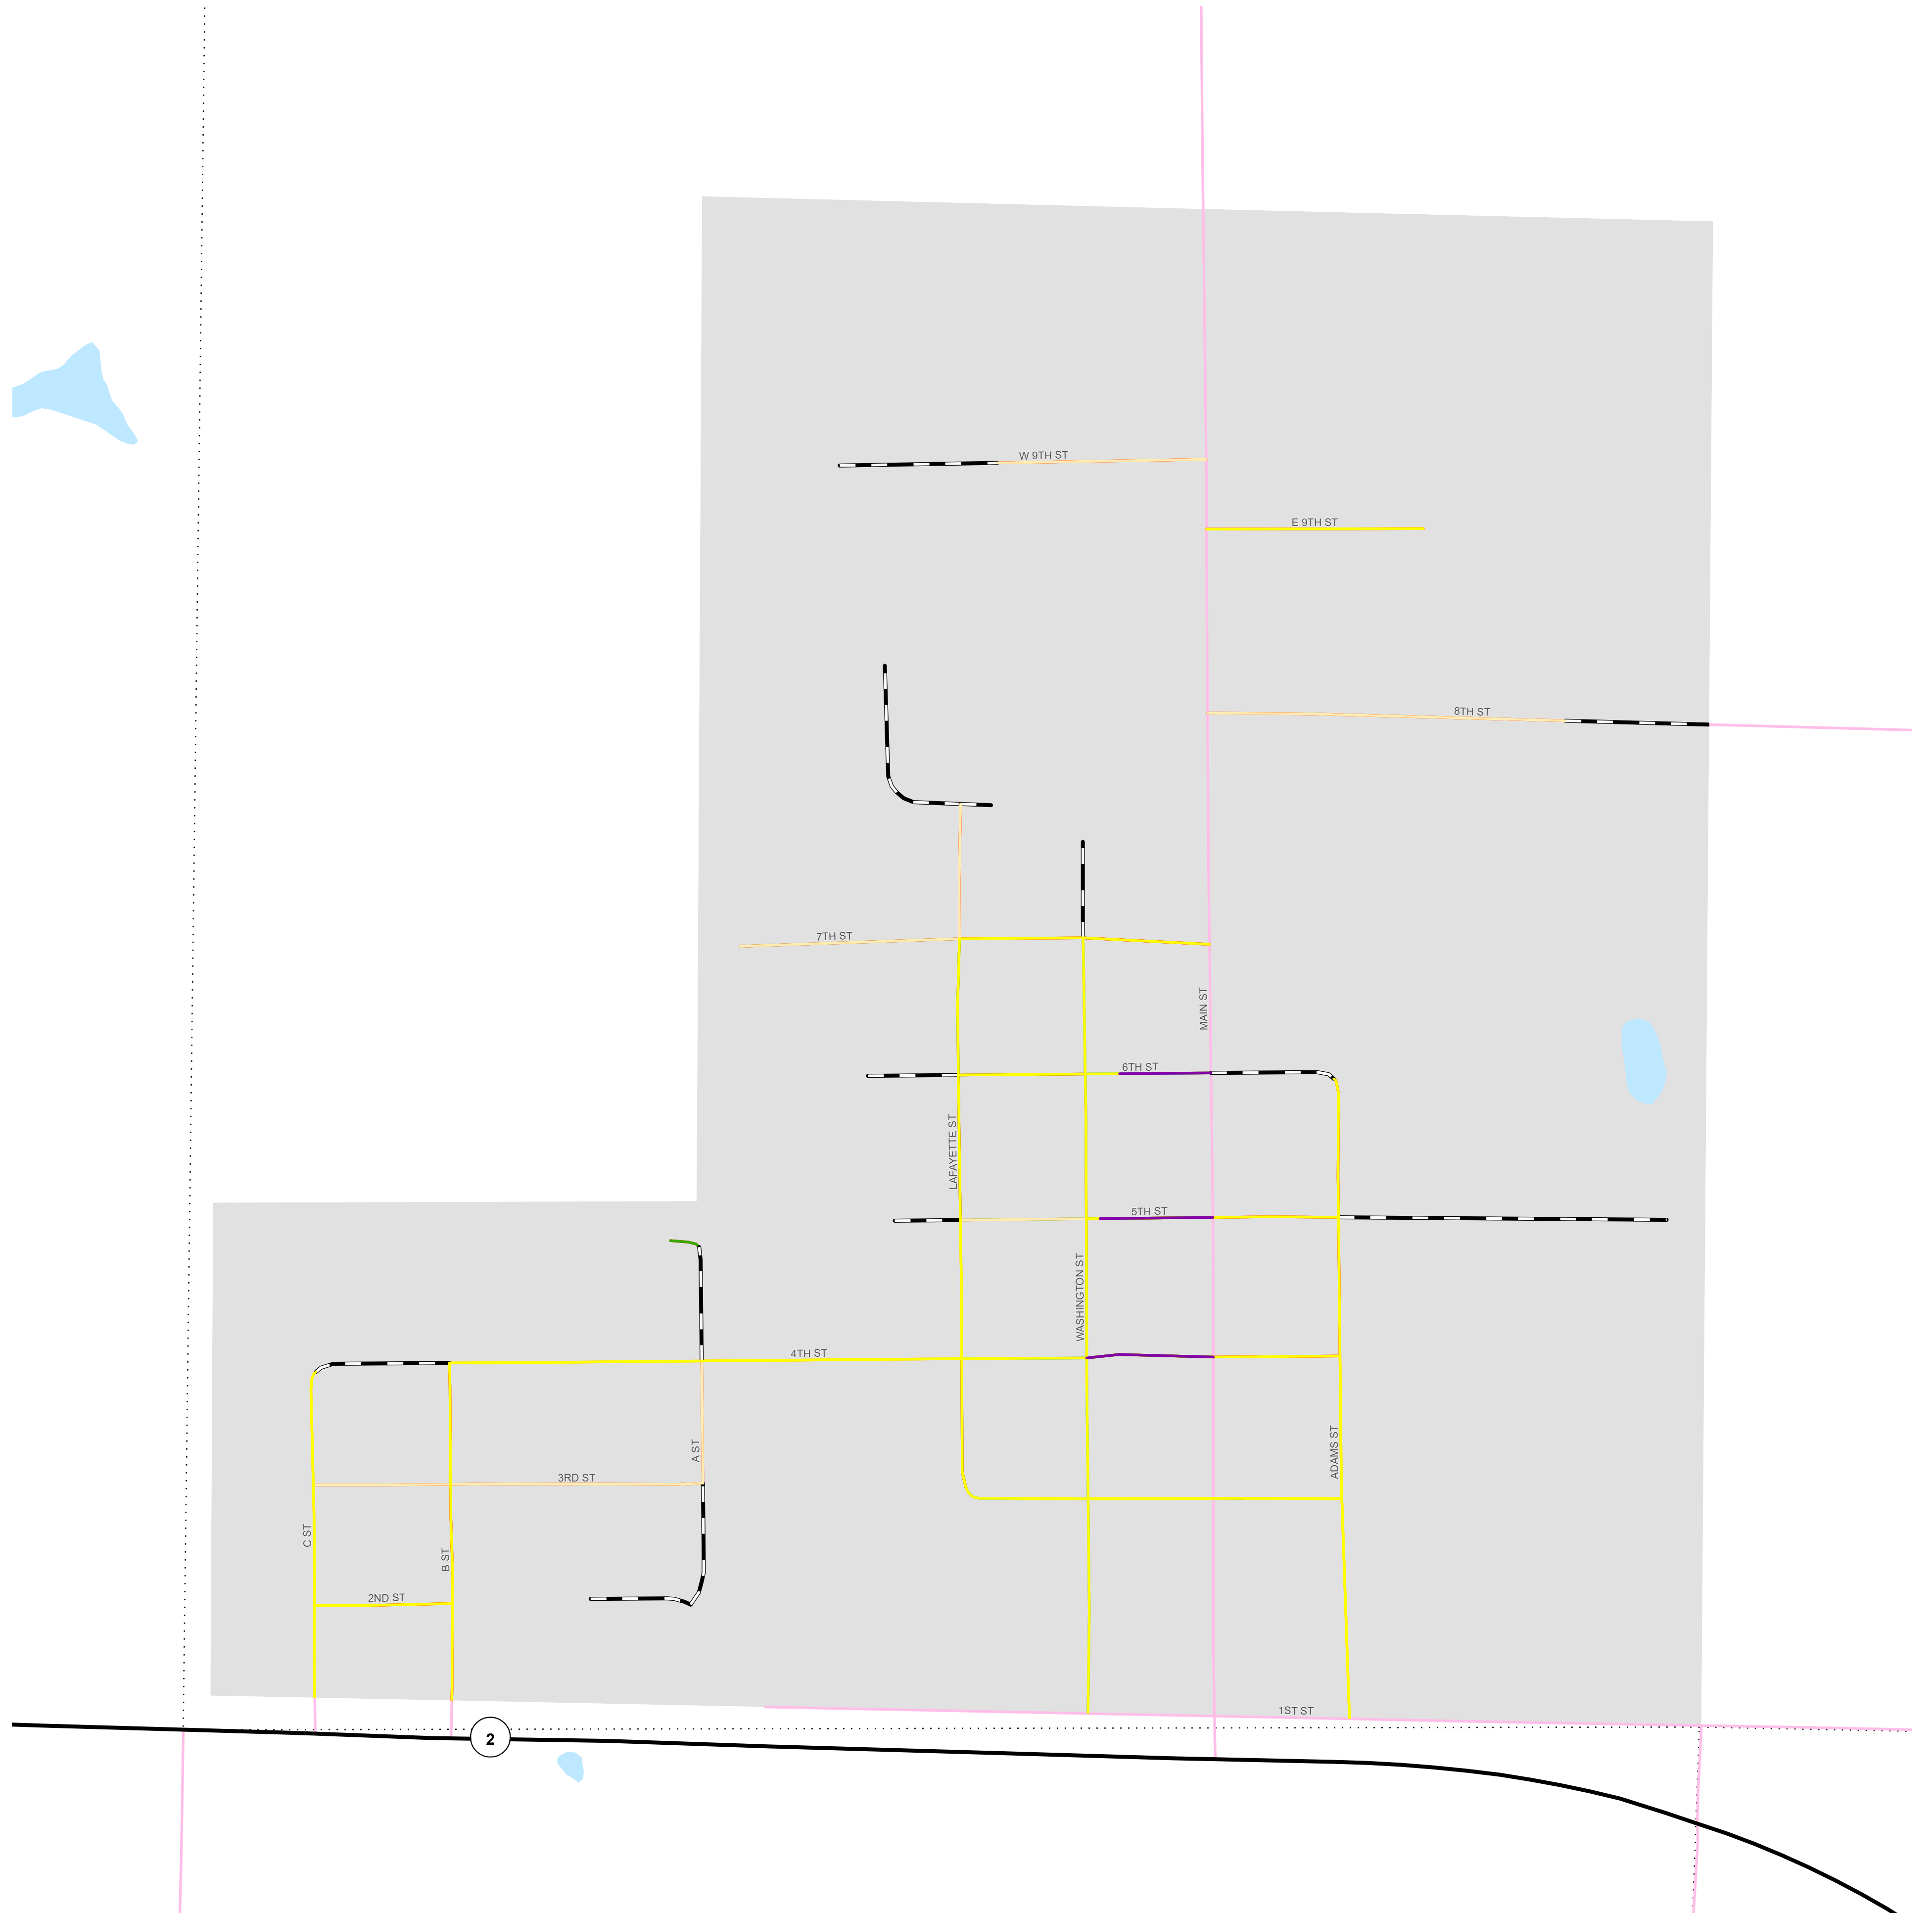 W 9TH ST
E 9TH ST
8TH ST
7TH ST
MAIN ST
6TH ST
LAFAYETTE ST
5TH ST
WASHINGTON ST
4TH ST
A ST
ADAMS ST
3RD ST
C ST
B ST
2ND ST
1ST ST
2